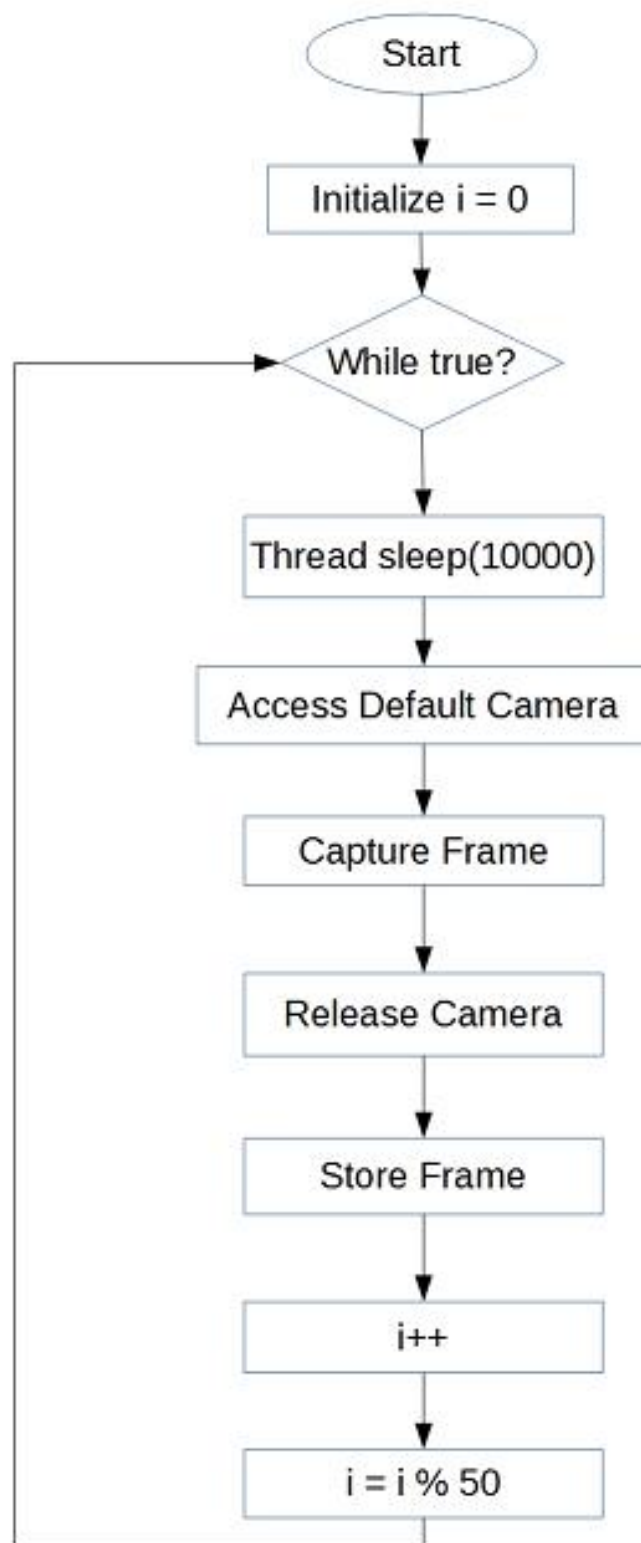 Start
Initialize i = 0
While true?
Thread sleep(10000)
Access Default Camera
Capture Frame
Release Camera
Store Frame
i++
i = i % 50